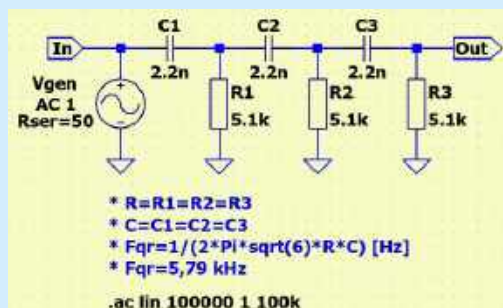 C1 C2 C3
In Out
2.2n 2.2n 2.2n
Vgen
AC 1
Rser=50
R1 R2 R3
5.1k 5.1k 5.1k
* R=R1=R2=R3
* C=C1=C2=C3
* Fqr=1/(2*Pi*sqrt(6)*R*C) [Hz]
* Fqr=5,79 kHz
.ac lin 100000 1 100k